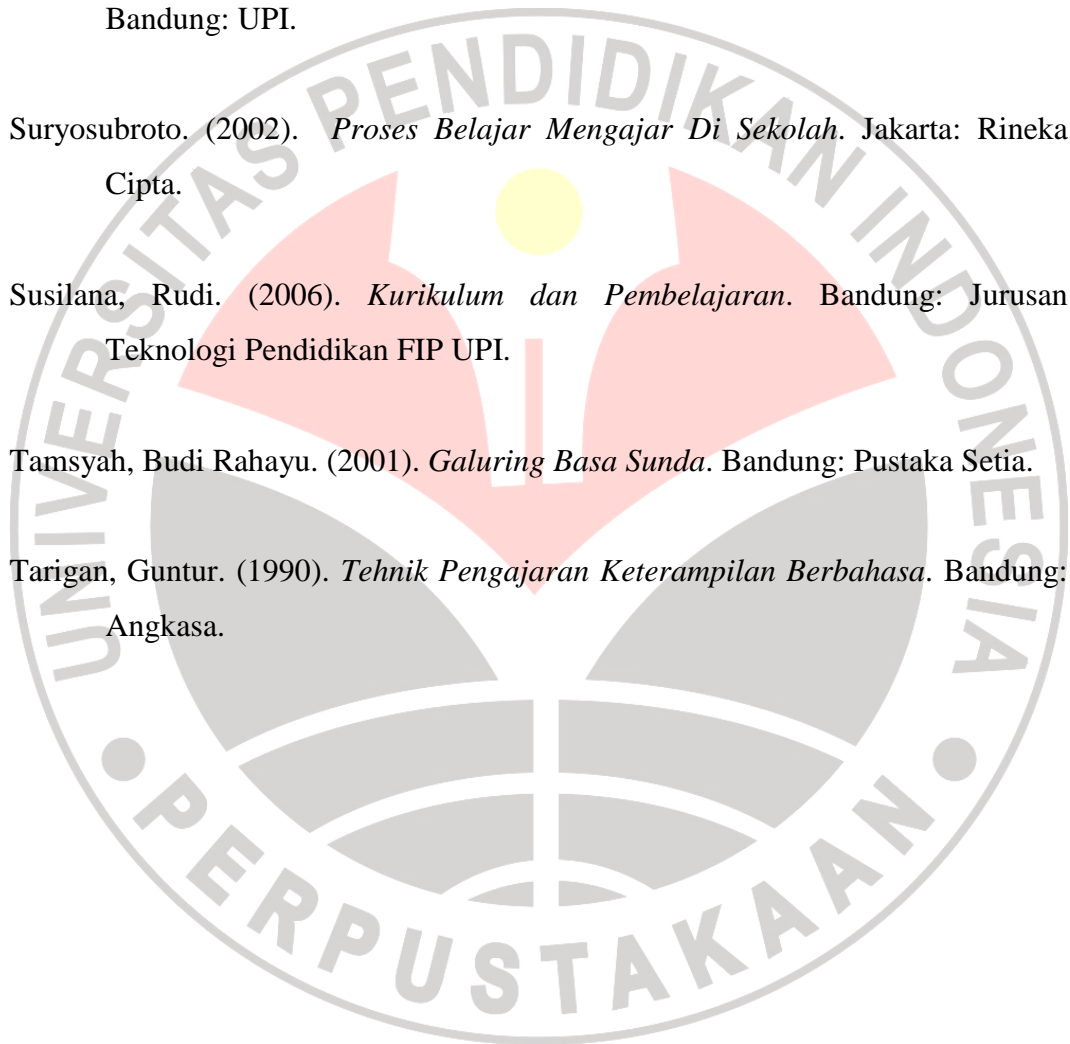 Bandung: UPI.
Suryosubroto. (2002). Proses Belajar Mengajar Di Sekolah. Jakarta: Rineka
Cipta.
Susilana, Rudi. (2006). Kurikulum dan Pembelajaran. Bandung: Jurusan
Teknologi Pendidikan FIP UPI.
Tamsyah, Budi Rahayu. (2001). Galuring Basa Sunda. Bandung: Pustaka Setia.
Tarigan, Guntur. (1990). Tehnik Pengajaran Keterampilan Berbahasa. Bandung:
Angkasa.
UNIVERSITAS PENDIDIKAN INDONESIA
PERPUSTAKAAN